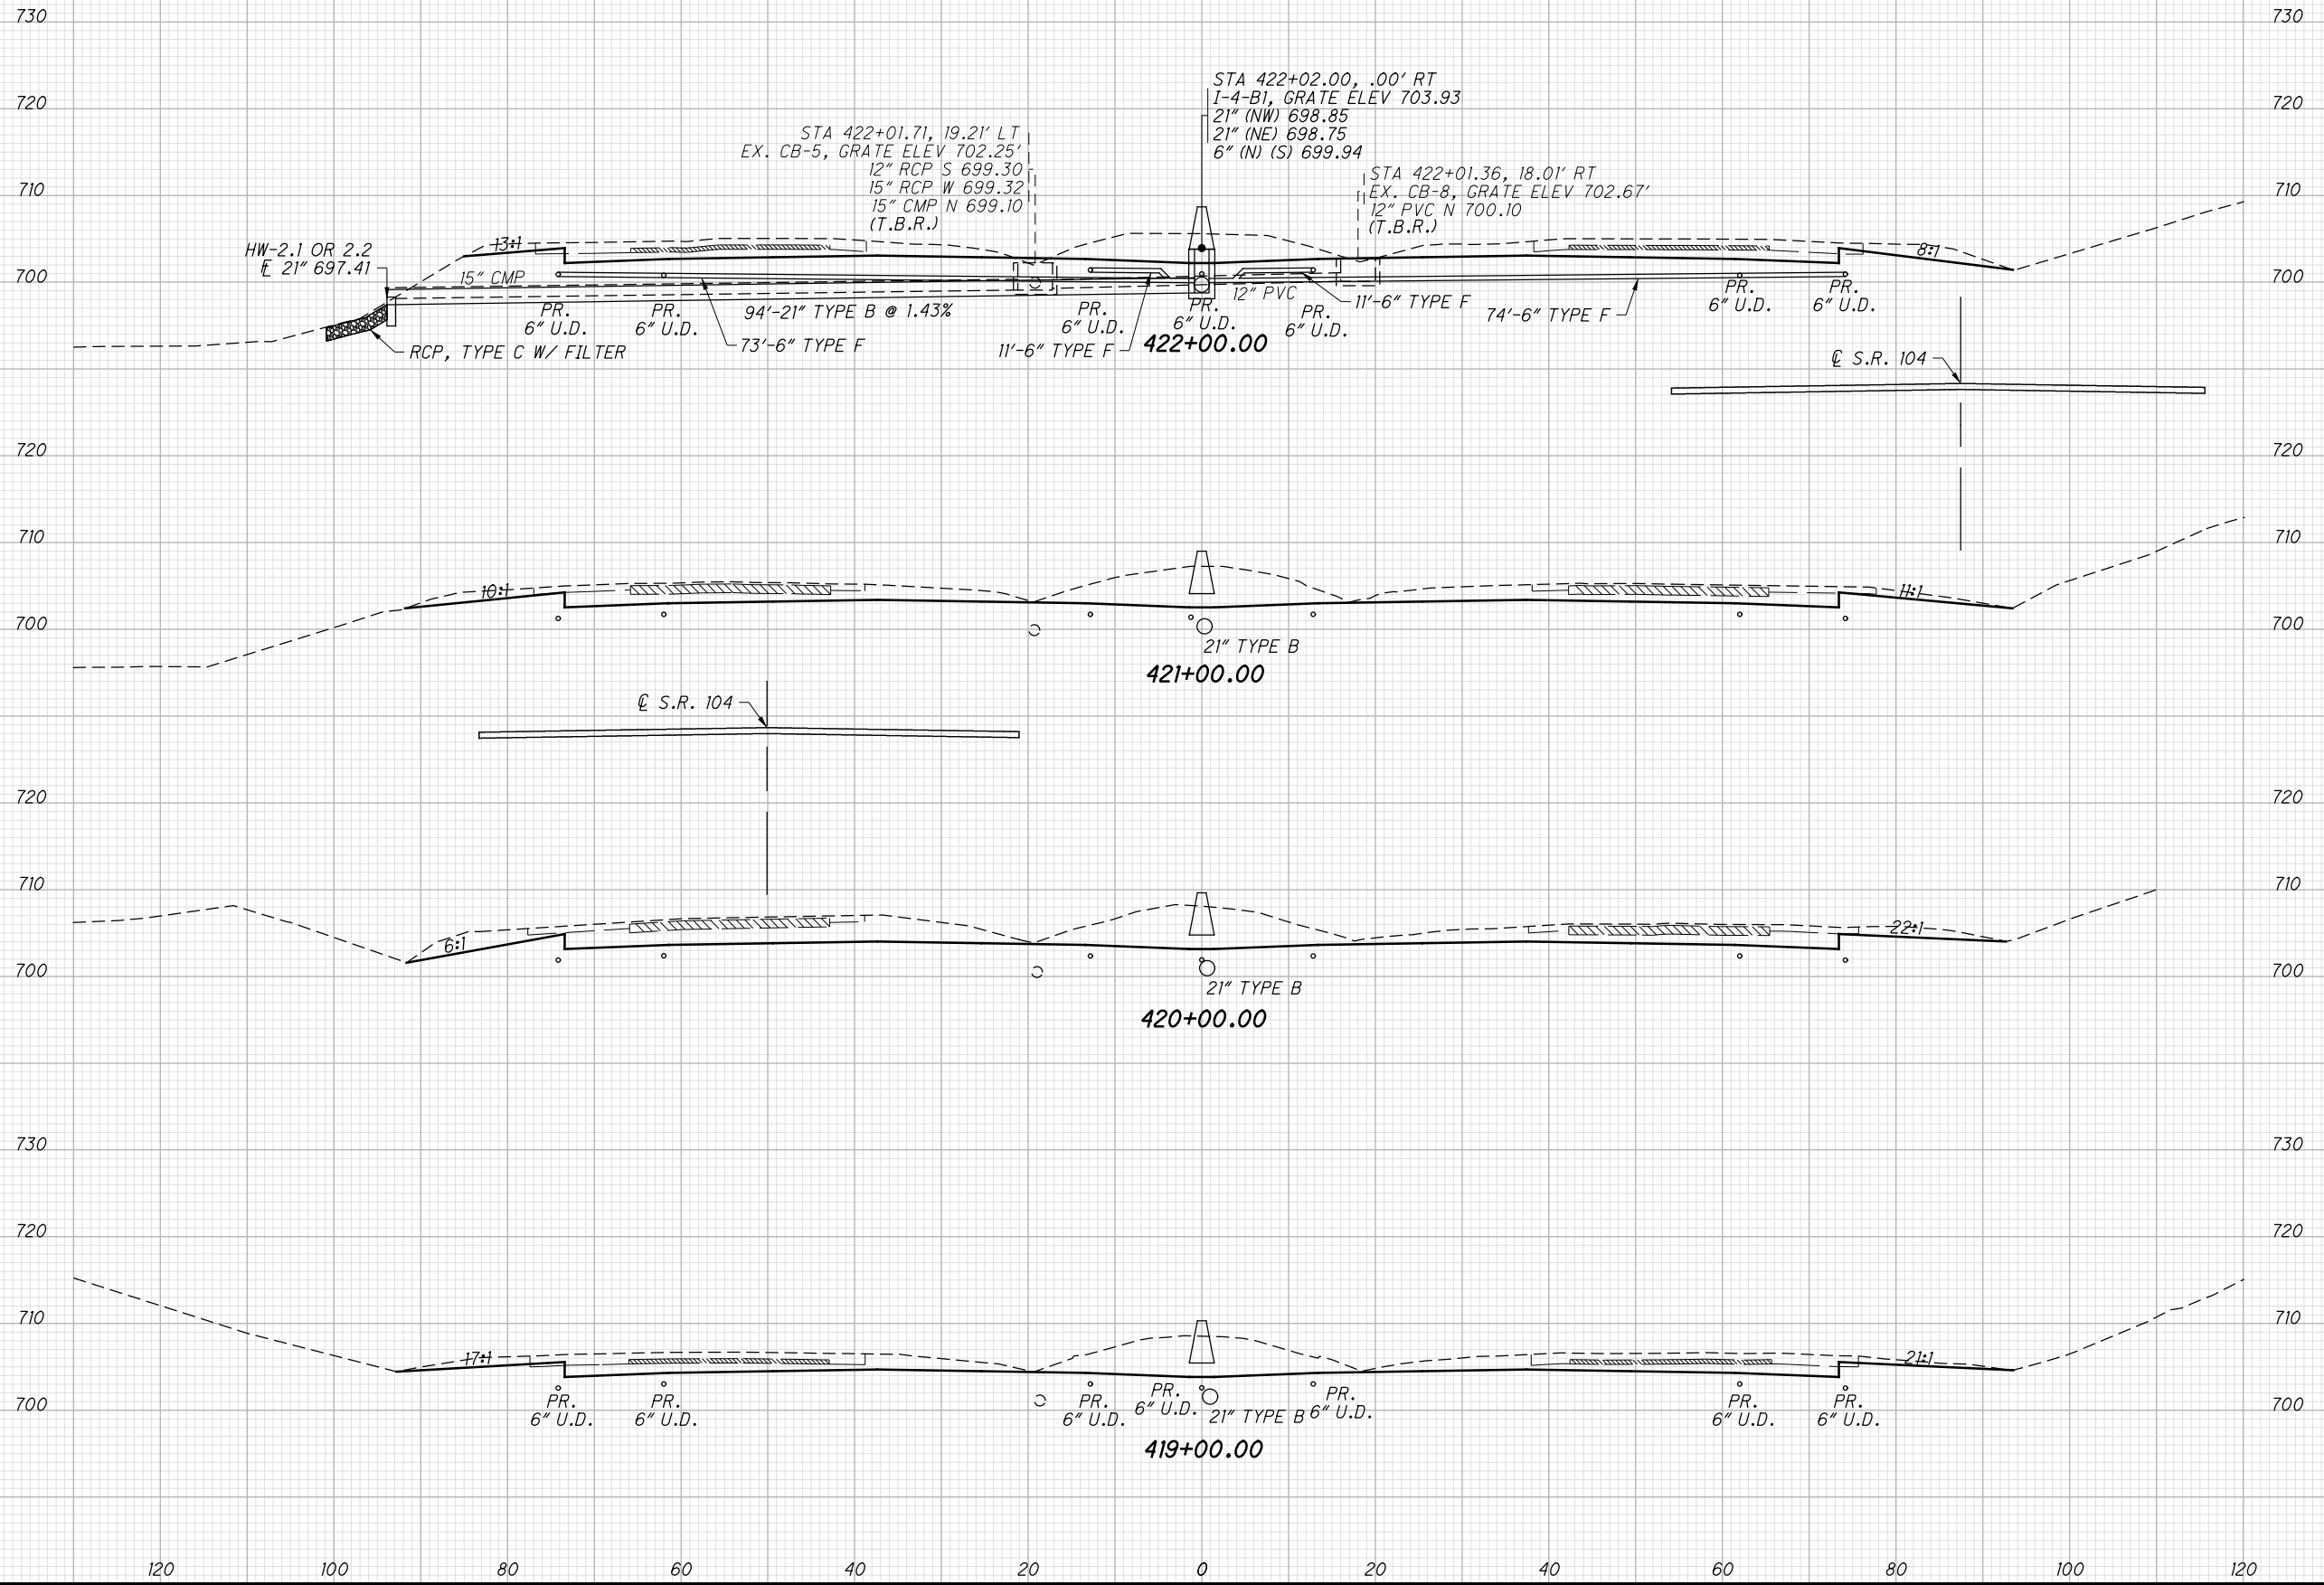 730 730
STA 422+02.00, .00' RT
I-4-B1, GRATE ELEV 703.93
720 720
21" (NW) 698.85
21" (NE) 698.75
6" (N) (S) 699.94
STA 422+01.71, 19.21' LT
EX. CB-5, GRATE ELEV 702.25'
12" RCP S 699.30
15" RCP W 699.32
15" CMP N 699.10
(T.B.R.)
STA 422+01.36, 18.01' RT
EX. CB-8, GRATE ELEV 702.67'
12" PVC N 700.10
(T.B.R.)
710 710
HW-2.1 OR 2.2
℄ 21" 697.41
13:1 8:1
700 15" CMP 12" PVC 700
PR.
6" U.D.
PR.
6" U.D.
94'-21" TYPE B @ 1.43%
PR.
6" U.D.
PR.
6" U.D.
PR.
6" U.D.
11'-6" TYPE F
74'-6" TYPE F
PR.
6" U.D.
PR.
6" U.D.
RCP, TYPE C W/ FILTER
73'-6" TYPE F
11'-6" TYPE F
422+00.00
℄ S.R. 104
720 720
710 710
10:1 11:1
700 700
21" TYPE B
421+00.00
℄ S.R. 104
720 720
710 710
6:1 22:1
700 700
21" TYPE B
420+00.00
730 730
720 720
710 710
17:1 21:1
700 700
PR.
6" U.D.
PR.
6" U.D.
PR.
6" U.D.
PR.
6" U.D.
21" TYPE B
PR.
6" U.D.
PR.
6" U.D.
PR.
6" U.D.
419+00.00
120 100 80 60 40 20 0 20 40 60 80 100 120